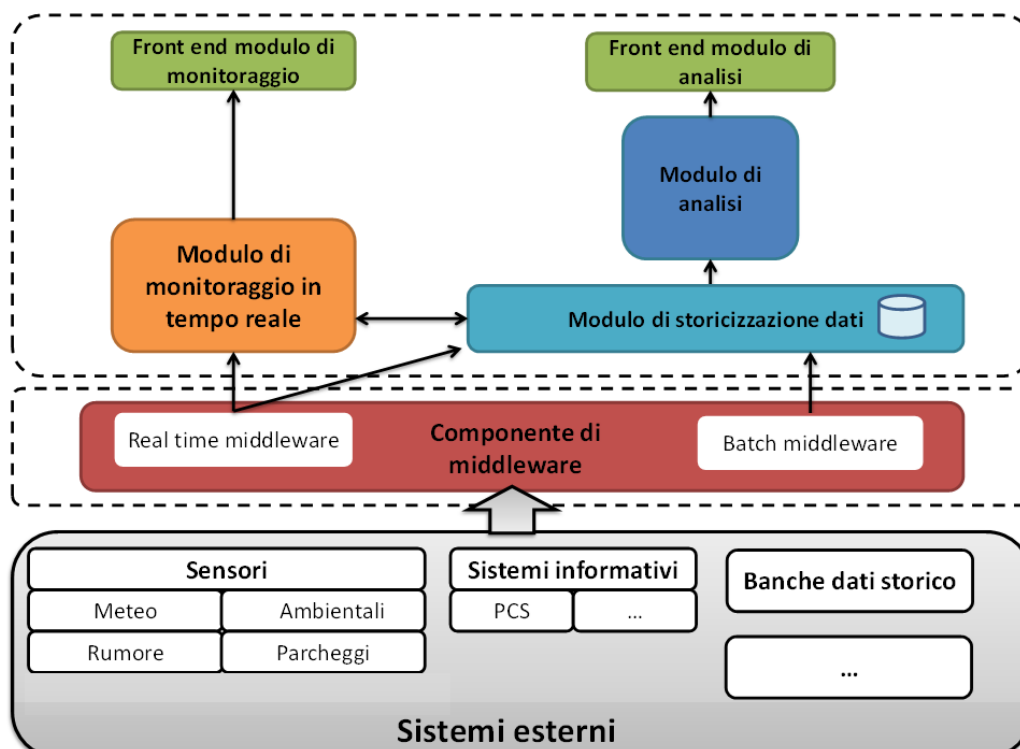 Front end modulo di
monitoraggio
Front end modulo di
analisi
Modulo di
analisi
Modulo di
monitoraggio in
tempo reale
Modulo di storicizzazione dati
Real time middleware
Componente di
middleware
Batch middleware
Sensori
Meteo
Ambientali
Rumore
Parcheggi
Sistemi informativi
PCS
...
Banche dati storico
...
Sistemi esterni